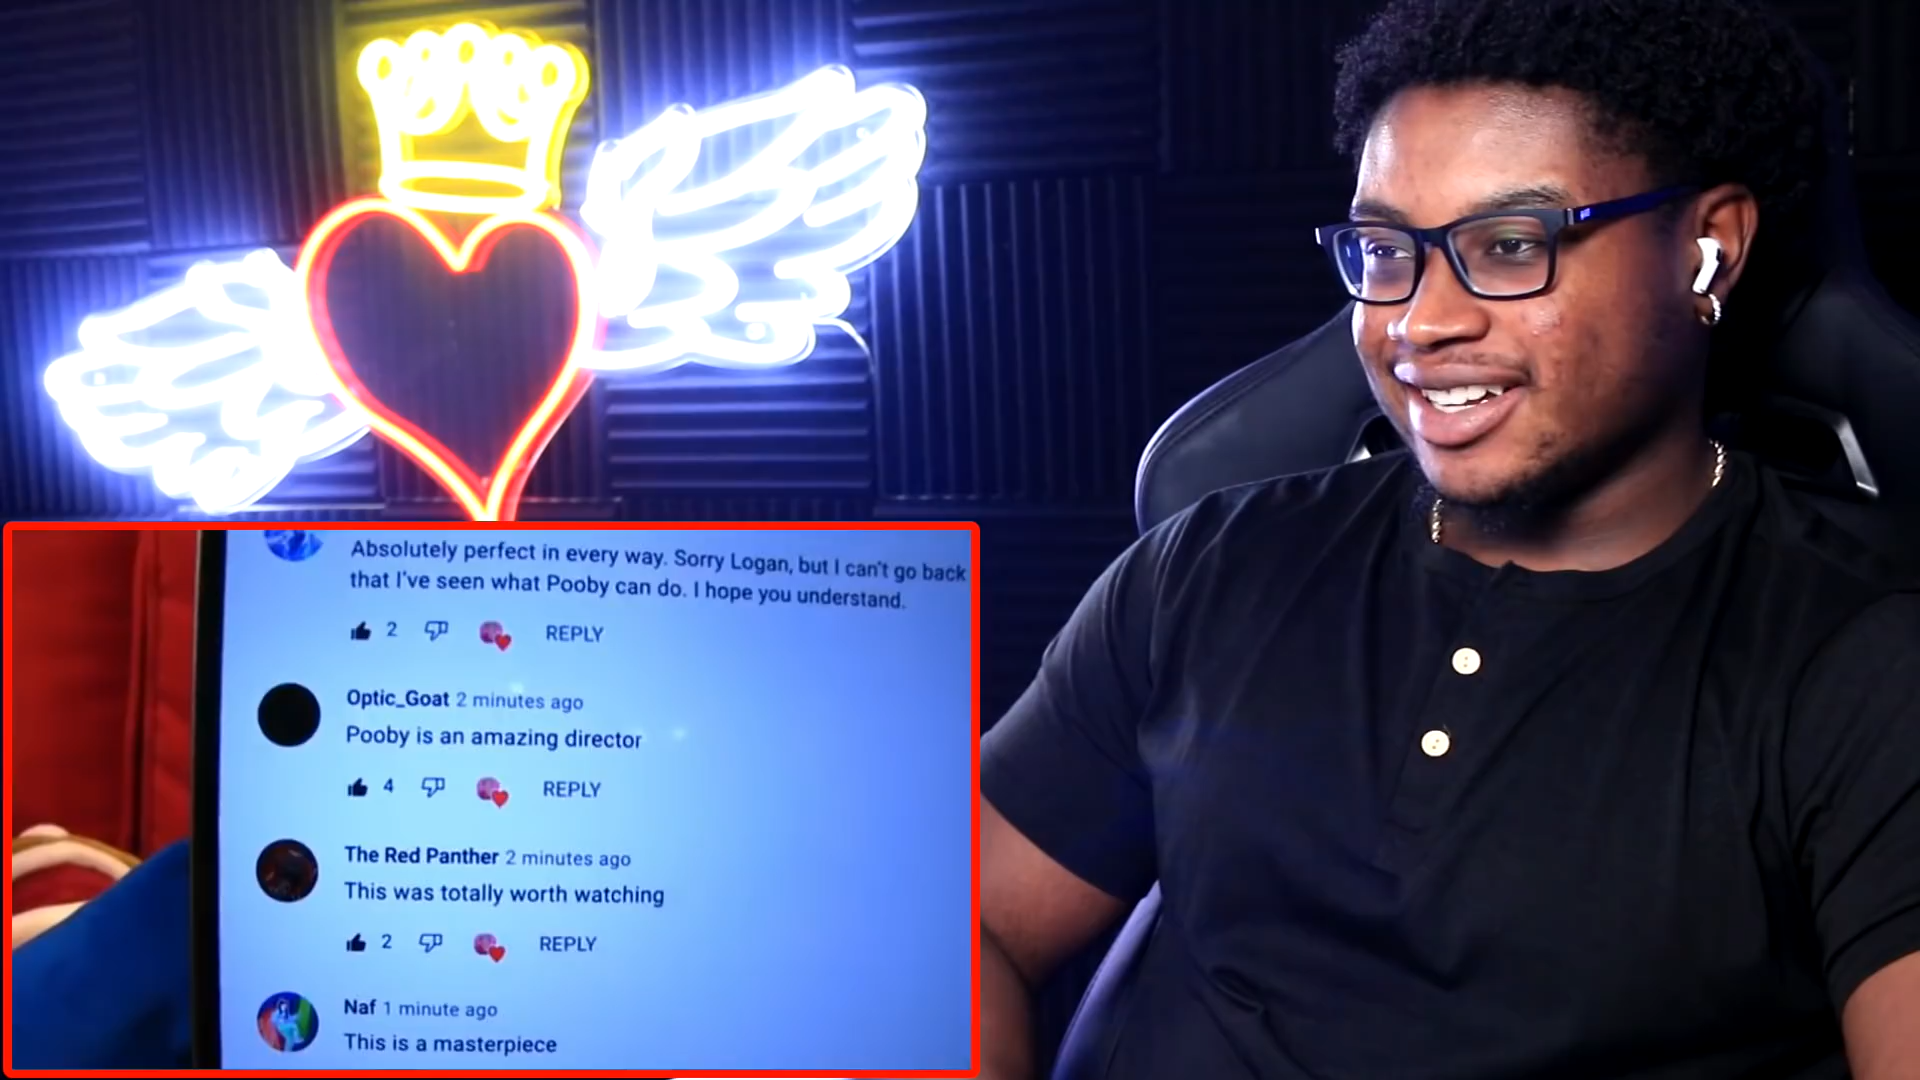 Absolutely perfect in every way. Sorry Logan, but I can't go back
that I've seen what Pooby can do. I hope you understand.
2 REPLY
Optic_Goat 2 minutes ago
Pooby is an amazing director
4 REPLY
The Red Panther 2 minutes ago
This was totally worth watching
2 REPLY
Naf 1 minute ago
This is a masterpiece